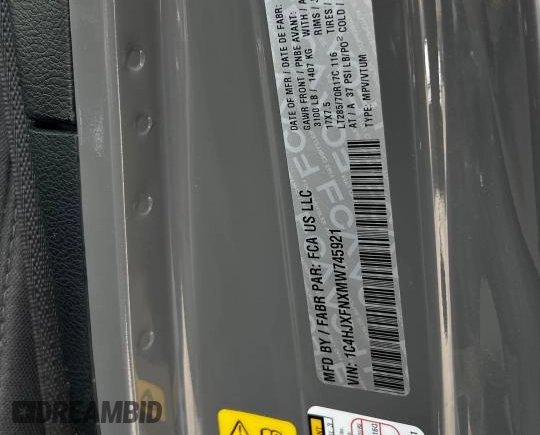 MFD BY / FABR PAR: FCA US LLC
DATE OF MFR / DATE DE FABR:
GAWR FRONT / PNBE AVANT:
3100 LB / 1407 KG WITH / A
17X7.5 RIMS /
LT285/70R17C 116 TIRES /
AT / A 37 PSI LB/PO² COLD /
TYPE: MPV/VTUM
VIN: 1C4HJXFNXMW745921
DREAMBID